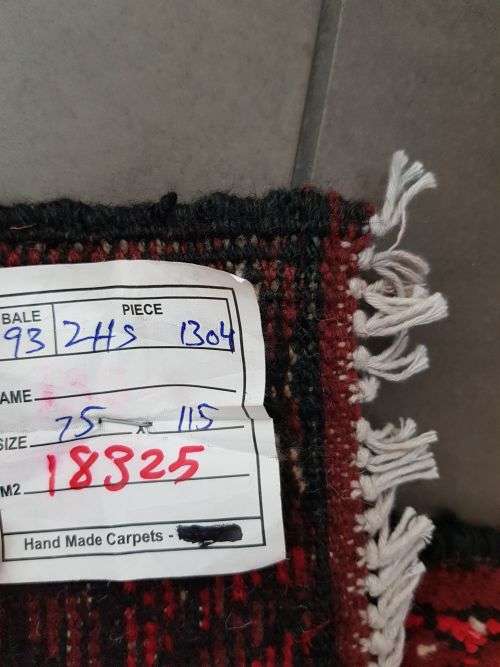 BALE PIECE
93 2HS 1304
AME
SIZE 75 x 115
M2 18325
Hand Made Carpets -